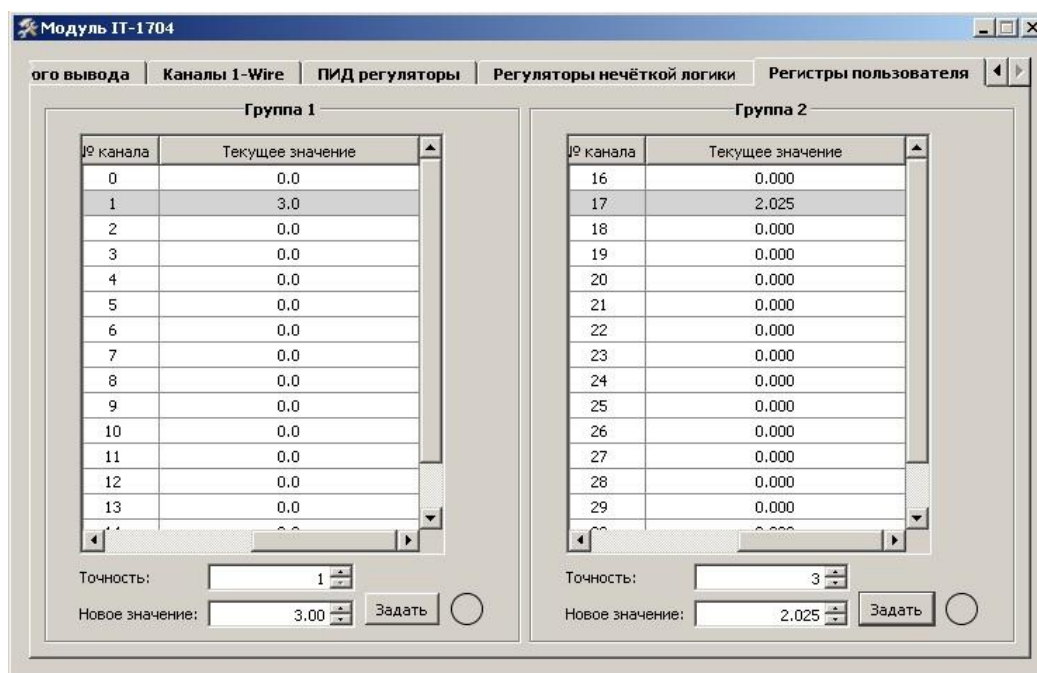 Модуль IT-1704
ого вывода Каналы 1-Wire ПИД регуляторы Регуляторы нечёткой логики Регистры пользователя
Группа 1
№ канала Текущее значение
0 0.0
1 3.0
2 0.0
3 0.0
4 0.0
5 0.0
6 0.0
7 0.0
8 0.0
9 0.0
10 0.0
11 0.0
12 0.0
13 0.0
Точность: 1
Новое значение: 3.00 Задать
Группа 2
№ канала Текущее значение
16 0.000
17 2.025
18 0.000
19 0.000
20 0.000
21 0.000
22 0.000
23 0.000
24 0.000
25 0.000
26 0.000
27 0.000
28 0.000
29 0.000
Точность: 3
Новое значение: 2.025 Задать